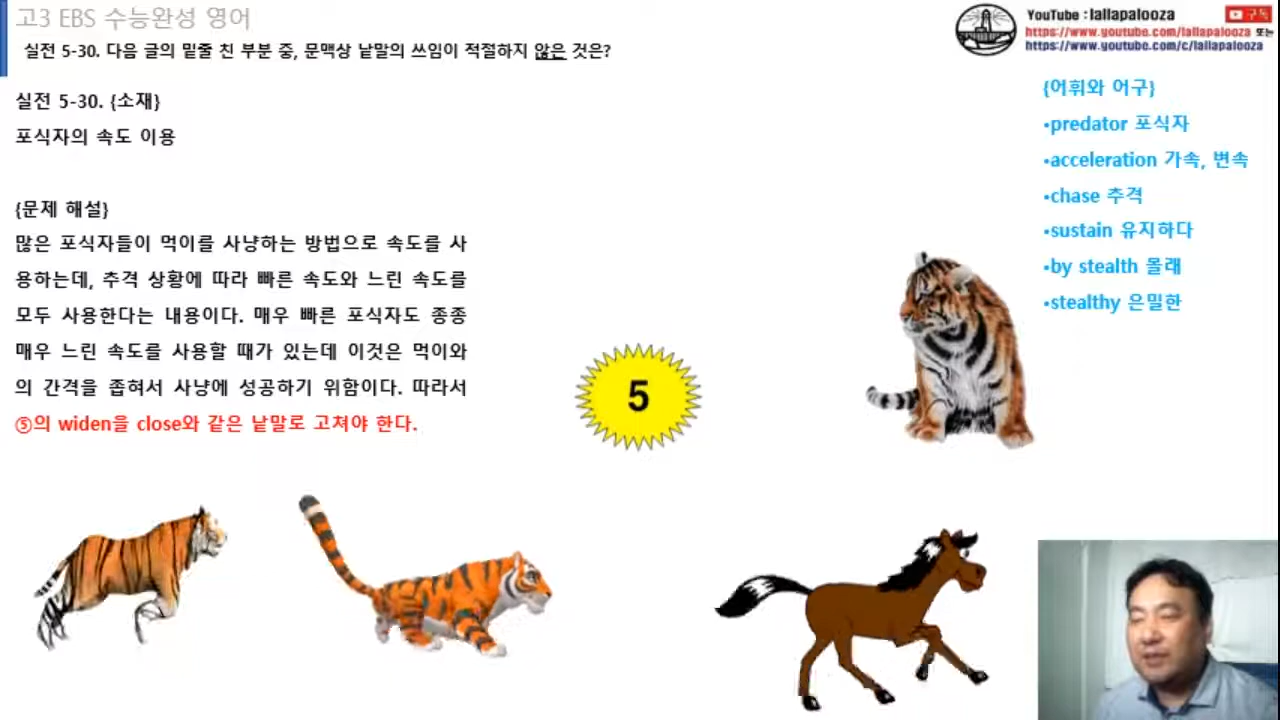 고3 EBS 수능완성 영어
실전 5-30. 다음 글의 밑줄 친 부분 중, 문맥상 낱말의 쓰임이 적절하지 않은 것은?
YouTube : lallapalooza
구독
https://www.youtube.com/lallapalooza 또는
https://www.youtube.com/c/lallapalooza
실전 5-30. {소재}
포식자의 속도 이용
{문제 해설}
많은 포식자들이 먹이를 사냥하는 방법으로 속도를 사
용하는데, 추격 상황에 따라 빠른 속도와 느린 속도를
모두 사용한다는 내용이다. 매우 빠른 포식자도 종종
매우 느린 속도를 사용할 때가 있는데 이것은 먹이와
의 간격을 좁혀서 사냥에 성공하기 위함이다. 따라서
⑤의 widen을 close와 같은 낱말로 고쳐야 한다.
5
{어휘와 어구}
•predator 포식자
•acceleration 가속, 변속
•chase 추격
•sustain 유지하다
•by stealth 몰래
•stealthy 은밀한